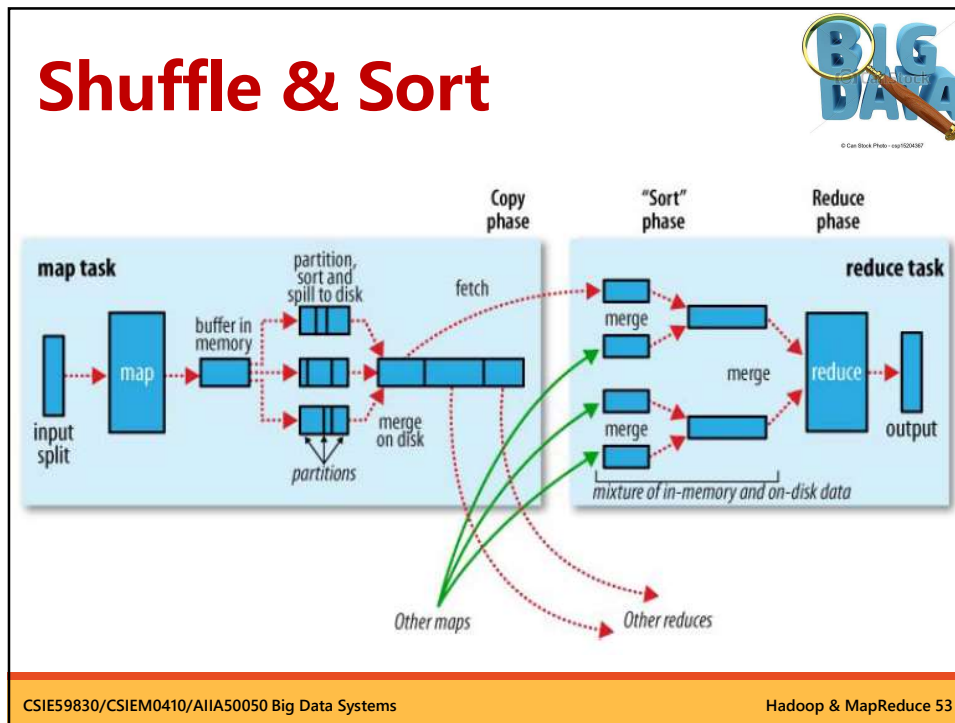 Shuffle & Sort
BIG
DATA
(C) CanStock
© Can Stock Photo - csp15204367
Copy
phase
"Sort"
phase
Reduce
phase
map task
partition,
sort and
spill to disk
fetch
reduce task
buffer in
memory
map
merge
merge
reduce
input
split
merge
on disk
merge
output
partitions
mixture of in-memory and on-disk data
Other maps
Other reduces
CSIE59830/CSIEM0410/AIIA50050 Big Data Systems
Hadoop & MapReduce 53